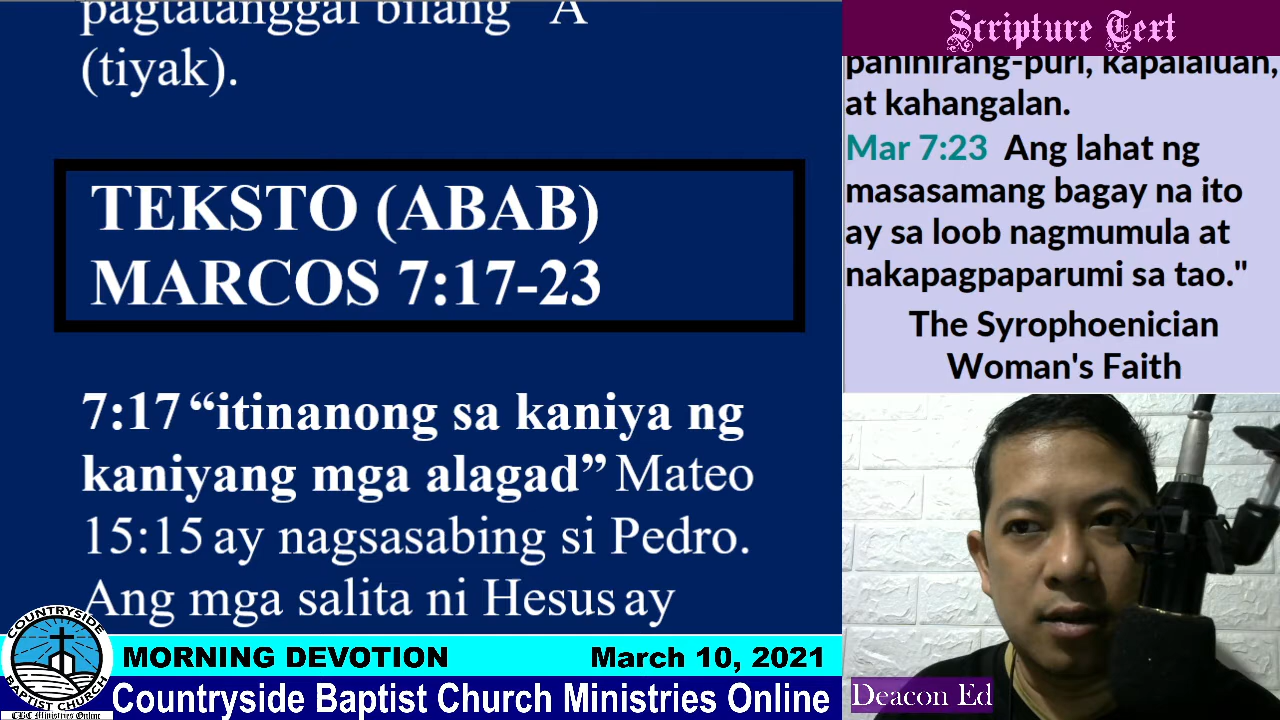 pagtatanggal bilang "A
(tiyak).
TEKSTO (ABAB)
MARCOS 7:17-23
7:17 “itinanong sa kaniya ng
kaniyang mga alagad” Mateo
15:15 ay nagsasabing si Pedro.
Ang mga salita ni Hesus ay
Scripture Text
paninirang-puri, kapalaluan,
at kahangalan.
Mar 7:23 Ang lahat ng
masasamang bagay na ito
ay sa loob nagmumula at
nakapagpaparumi sa tao."
The Syrophoenician
Woman's Faith
COUNTRYSIDE
BAPTIST CHURCH
CBC Ministries Online
MORNING DEVOTION March 10, 2021
Countryside Baptist Church Ministries Online
Deacon Ed